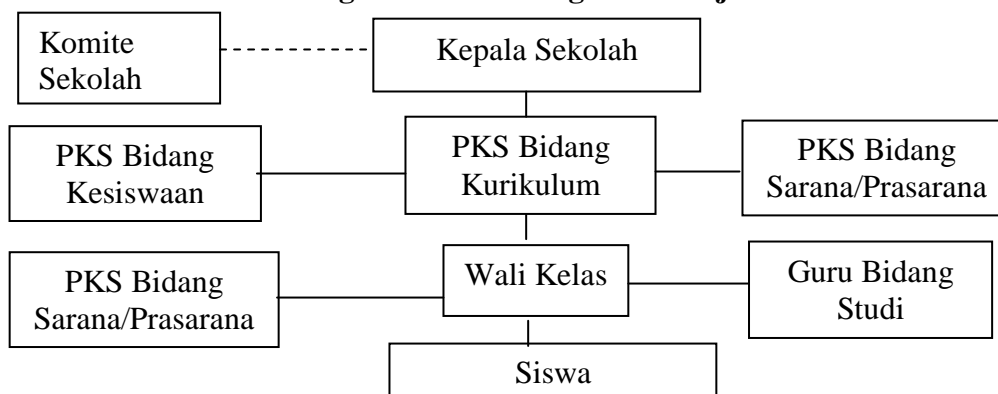 Komite
Sekolah
Kepala Sekolah
PKS Bidang
Kesiswaan
PKS Bidang
Kurikulum
PKS Bidang
Sarana/Prasarana
PKS Bidang
Sarana/Prasarana
Wali Kelas
Guru Bidang
Studi
Siswa